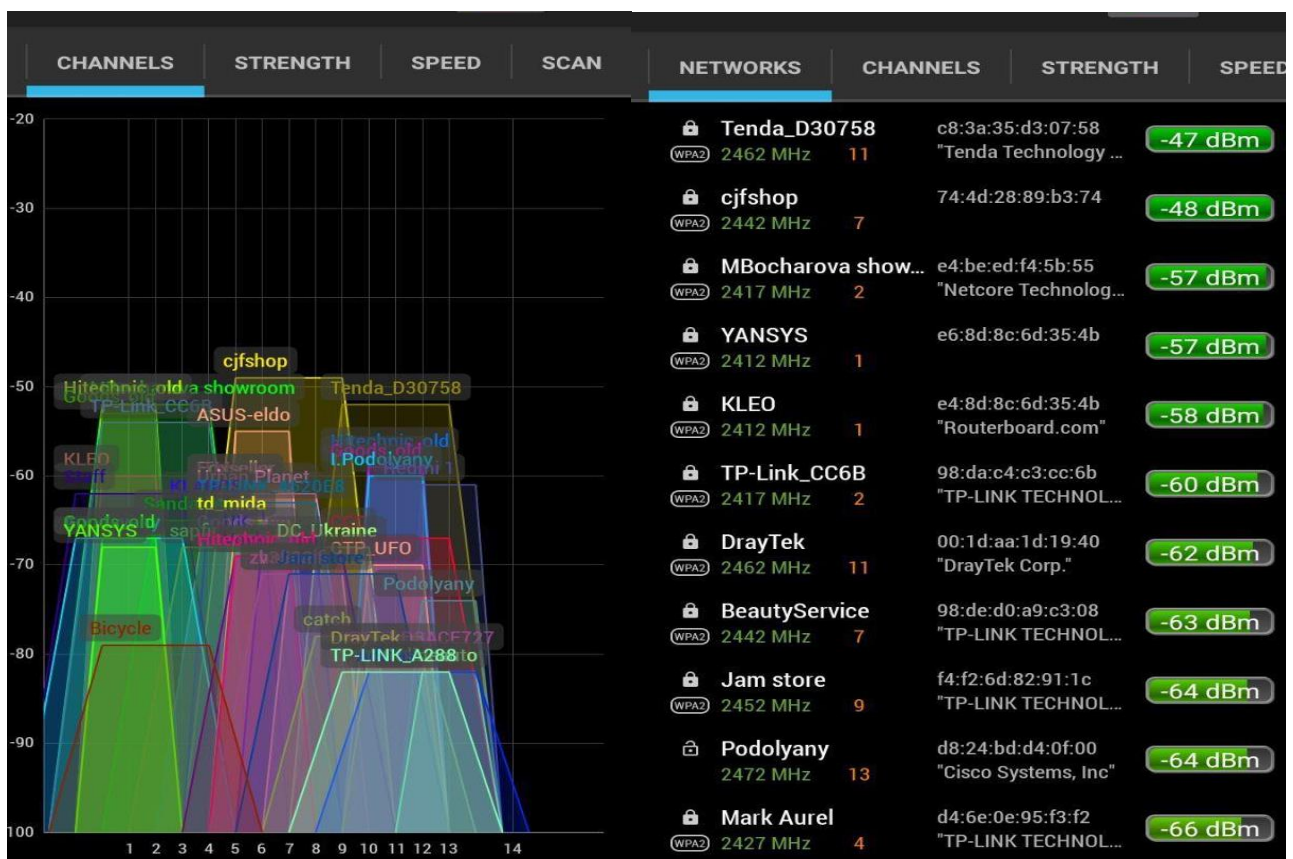 CHANNELS STRENGTH SPEED SCAN
-20
-30
-40
cjfshop
-50
Hitechnic_old
showroom
Tenda_D30758
TP-Link_CC6B
ASUS-eldo
Hitechnic_old
KLEO
I.Podolyany
-60
Staff
Planet
td_mida
Goods_old
YANSYS
DC_Ukraine
CTP_UFO
-70
Jam store
Podolyany
Bicycle
catch
DrayTek
-80
TP-LINK_A288
-90
100
1 2 3 4 5 6 7 8 9 10 11 12 13 14
NETWORKS CHANNELS STRENGTH SPEED
Tenda_D30758 c8:3a:35:d3:07:58 -47 dBm
WPA2 2462 MHz 11 "Tenda Technology ...
cjfshop 74:4d:28:89:b3:74 -48 dBm
WPA2 2442 MHz 7
MBocharova show... e4:be:ed:f4:5b:55 -57 dBm
WPA2 2417 MHz 2 "Netcore Technolog...
YANSYS e6:8d:8c:6d:35:4b -57 dBm
WPA2 2412 MHz 1
KLEO e4:8d:8c:6d:35:4b -58 dBm
WPA2 2412 MHz 1 "Routerboard.com"
TP-Link_CC6B 98:da:c4:c3:cc:6b -60 dBm
WPA2 2417 MHz 2 "TP-LINK TECHNOL...
DrayTek 00:1d:aa:1d:19:40 -62 dBm
WPA2 2462 MHz 11 "DrayTek Corp."
BeautyService 98:de:d0:a9:c3:08 -63 dBm
WPA2 2442 MHz 7 "TP-LINK TECHNOL...
Jam store f4:f2:6d:82:91:1c -64 dBm
WPA2 2452 MHz 9 "TP-LINK TECHNOL...
Podolyany d8:24:bd:d4:0f:00 -64 dBm
2472 MHz 13 "Cisco Systems, Inc"
Mark Aurel d4:6e:0e:95:f3:f2 -66 dBm
WPA2 2427 MHz 4 "TP-LINK TECHNOL...